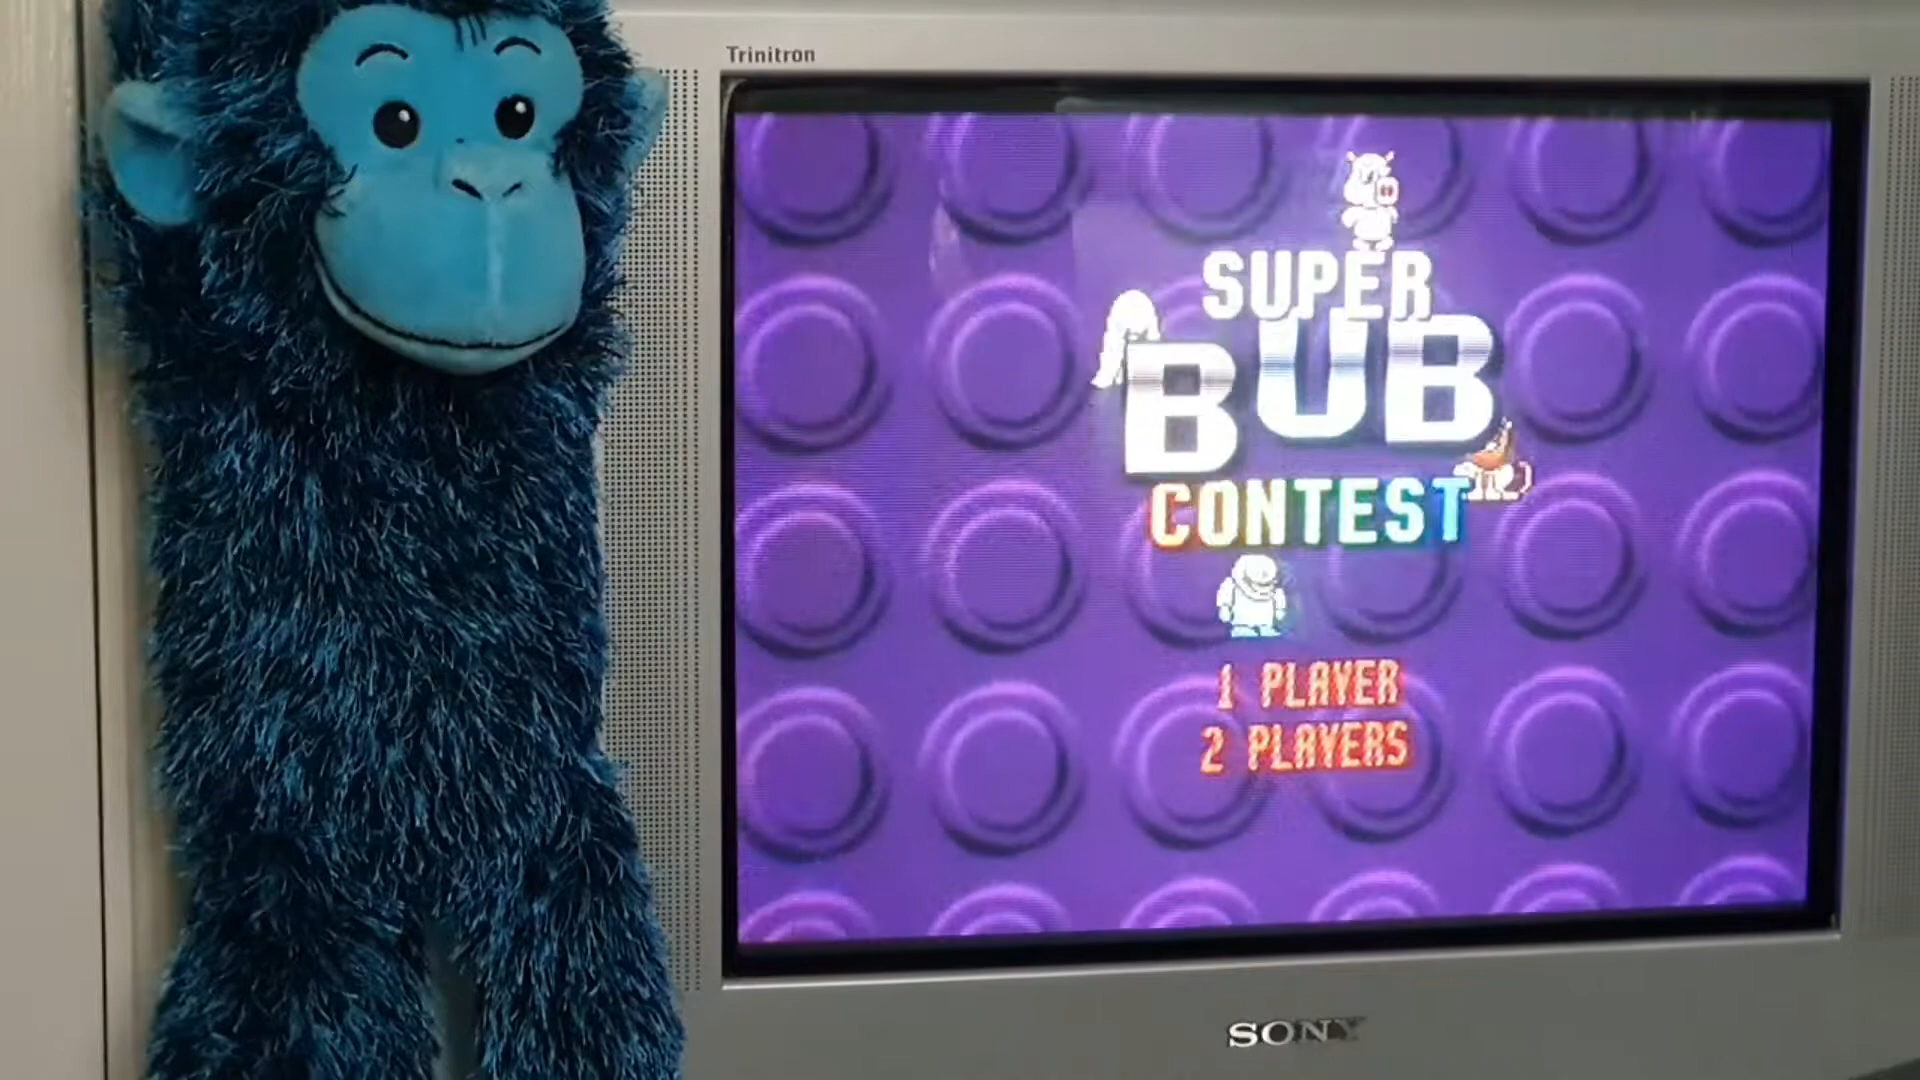 Trinitron
SUPER
BUB
CONTEST
1 PLAYER
2 PLAYERS
SONY